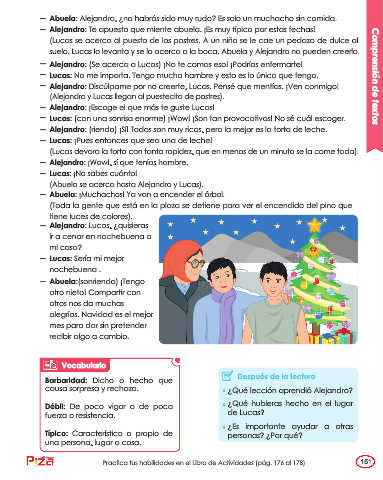 — Abuela: Alejandro, ¿no habrás sido muy rudo? Es solo un muchacho sin comida.
— Alejandro: Te apuesto que miente abuela. ¡Es muy típico por estas fechas!
(Lucas se acerca al puesto de los postres. A un niño se le cae un pedazo de dulce al
suelo. Lucas lo levanta y se lo acerca a la boca. Abuela y Alejandro no pueden creerlo.
— Alejandro: (Se acerca a Lucas) ¡No te comas eso! ¡Podrías enfermarte!
— Lucas: No me importa. Tengo mucha hambre y esto es lo único que tengo.
— Alejandro: Discúlpame por no creerte, Lucas. Pensé que mentías. ¡Ven conmigo!
(Alejandro y Lucas llegan al puestecito de postres).
— Alejandro: ¡Escoge el que más te guste Lucas!
— Lucas: (con una sonrisa enorme) ¡Wow! ¡Son tan provocativos! No sé cuál escoger.
— Alejandro: (riendo) ¡Sí! Todos son muy ricos, pero la mejor es la torta de leche.
— Lucas: ¡Pues entonces que sea una de leche!
(Lucas devora la torta con tanta rapidez, que en menos de un minuto se la come toda).
— Alejandro: ¡Wow!, sí que tenías hambre.
— Lucas: ¡No sabes cuánto!
(Abuela se acerca hasta Alejandro y Lucas).
— Abuela: ¡Muchachos! Ya van a encender el árbol.
(Toda la gente que está en la plaza se detiene para ver el encendido del pino que
tiene luces de colores).
— Alejandro: Lucas, ¿quisieras
ir a cenar en nochebuena a
mi casa?
— Lucas: Sería mi mejor
nochebuena .
— Abuela:(sonriendo) ¡Tengo
otro nieto! Compartir con
otros nos da muchas
alegrías. Navidad es el mejor
mes para dar sin pretender
recibir algo a cambio.
Comprensión de textos
Vocabulario
Barbaridad: Dicho o hecho que
causa sorpresa y rechazo.
Débil: De poco vigor o de poca
fuerza o resistencia.
Típico: Característico o propio de
una persona, lugar o cosa.
Después de la lectura
¿Qué lección aprendió Alejandro?
¿Qué hubieras hecho en el lugar
de Lucas?
¿Es importante ayudar a otras
personas? ¿Por qué?
Practica tus habilidades en el Libro de Actividades (pág. 176 al 178)
151